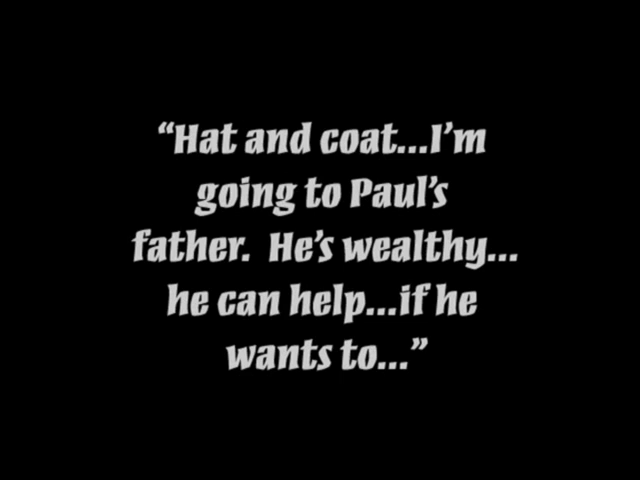 “Hat and coat...I’m
going to Paul’s
father. He’s wealthy...
he can help...if he
wants to...”